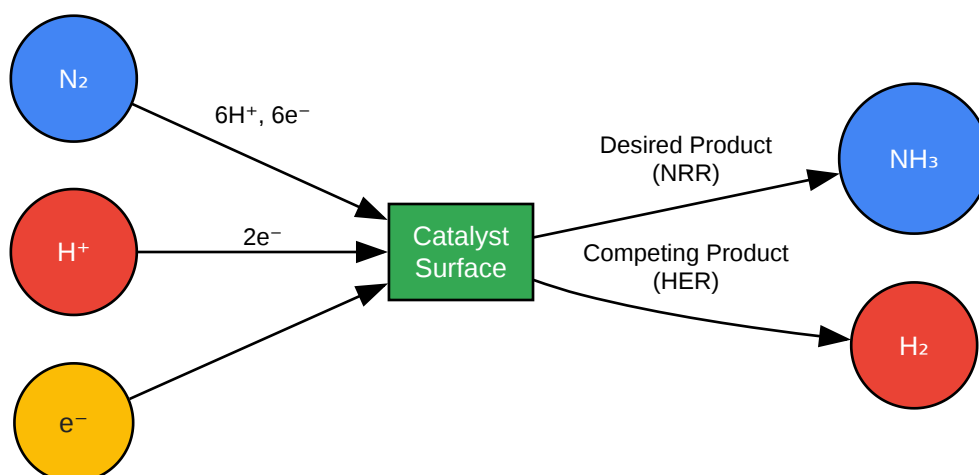 N₂
6H⁺, 6e⁻
Desired Product
(NRR)
NH₃
H⁺
2e⁻
Catalyst
Surface
Competing Product
(HER)
H₂
e⁻